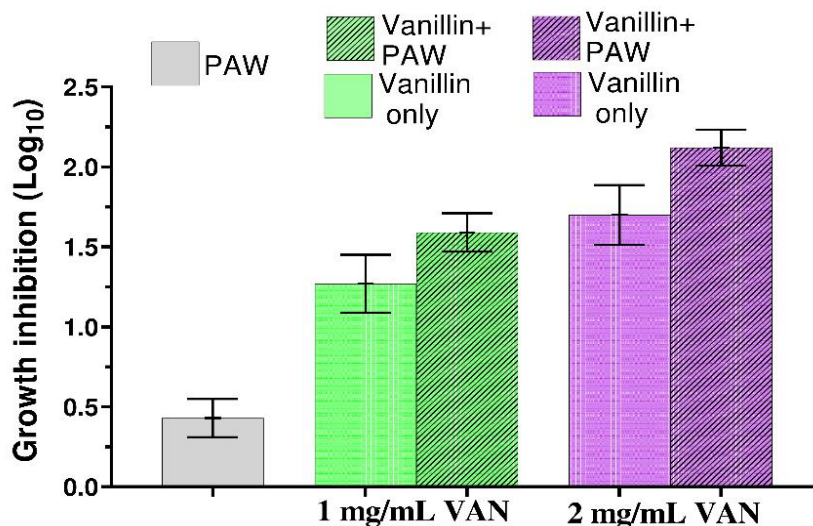 PAW
Vanillin+
PAW
Vanillin
only
Vanillin+
PAW
Vanillin
only
Growth inhibition (Log10)
2.5
2.0
1.5
1.0
0.5
0.0
1 mg/mL VAN
2 mg/mL VAN